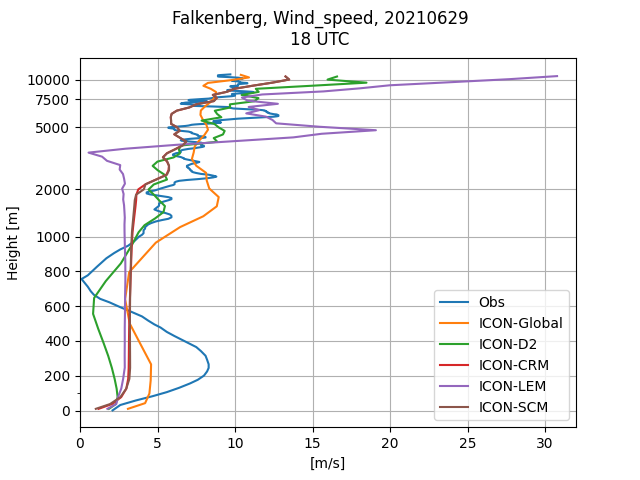 Falkenberg, Wind_speed, 20210629
18 UTC
Height [m]
10000
7500
5000
2000
1000
800
600
400
200
0
0
5
10
15
20
25
30
[m/s]
Obs
ICON-Global
ICON-D2
ICON-CRM
ICON-LEM
ICON-SCM